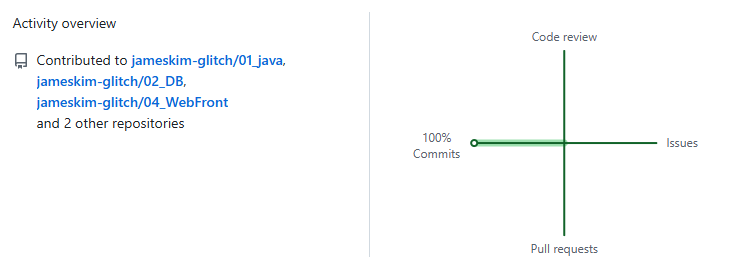 Activity overview
Contributed to jameskim-glitch/01_java,
jameskim-glitch/02_DB,
jameskim-glitch/04_WebFront
and 2 other repositories
Code review
100%
Commits
Issues
Pull requests